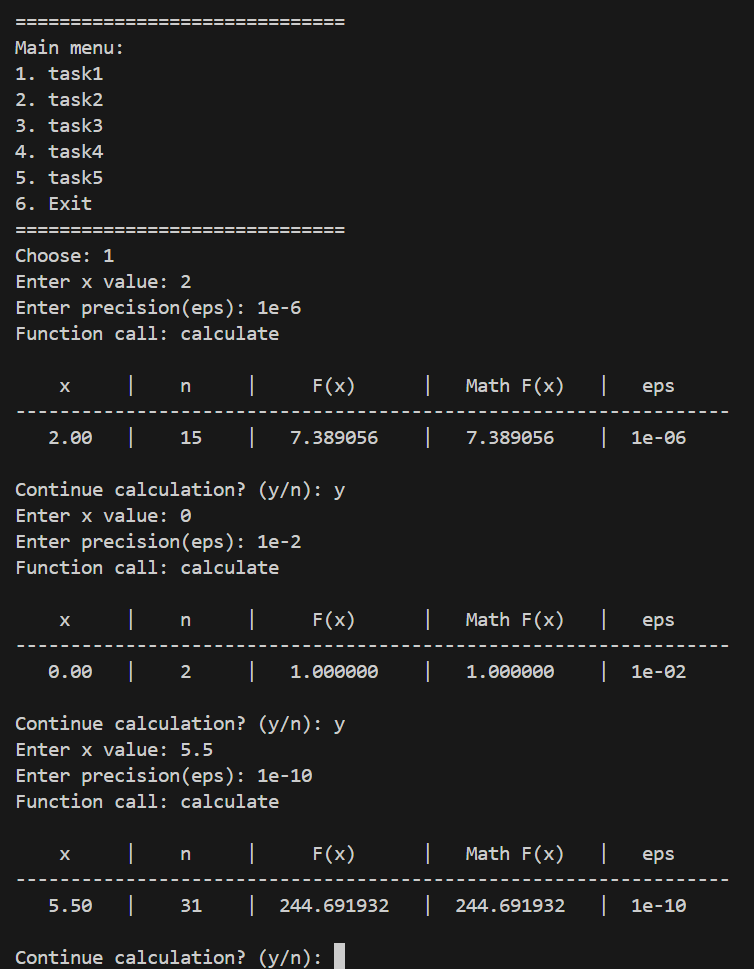 ==============================
Main menu:
1. task1
2. task2
3. task3
4. task4
5. task5
6. Exit
==============================
Choose: 1
Enter x value: 2
Enter precision(eps): 1e-6
Function call: calculate
    x     |    n     |     F(x)      |   Math F(x)   |   eps
-----------------------------------------------------------------
   2.00   |    15    |   7.389056    |   7.389056    |  1e-06
Continue calculation? (y/n): y
Enter x value: 0
Enter precision(eps): 1e-2
Function call: calculate
    x     |    n     |     F(x)      |   Math F(x)   |   eps
-----------------------------------------------------------------
   0.00   |    2     |   1.000000    |   1.000000    |  1e-02
Continue calculation? (y/n): y
Enter x value: 5.5
Enter precision(eps): 1e-10
Function call: calculate
    x     |    n     |     F(x)      |   Math F(x)   |   eps
-----------------------------------------------------------------
   5.50   |    31    |  244.691932   |  244.691932   |  1e-10
Continue calculation? (y/n):